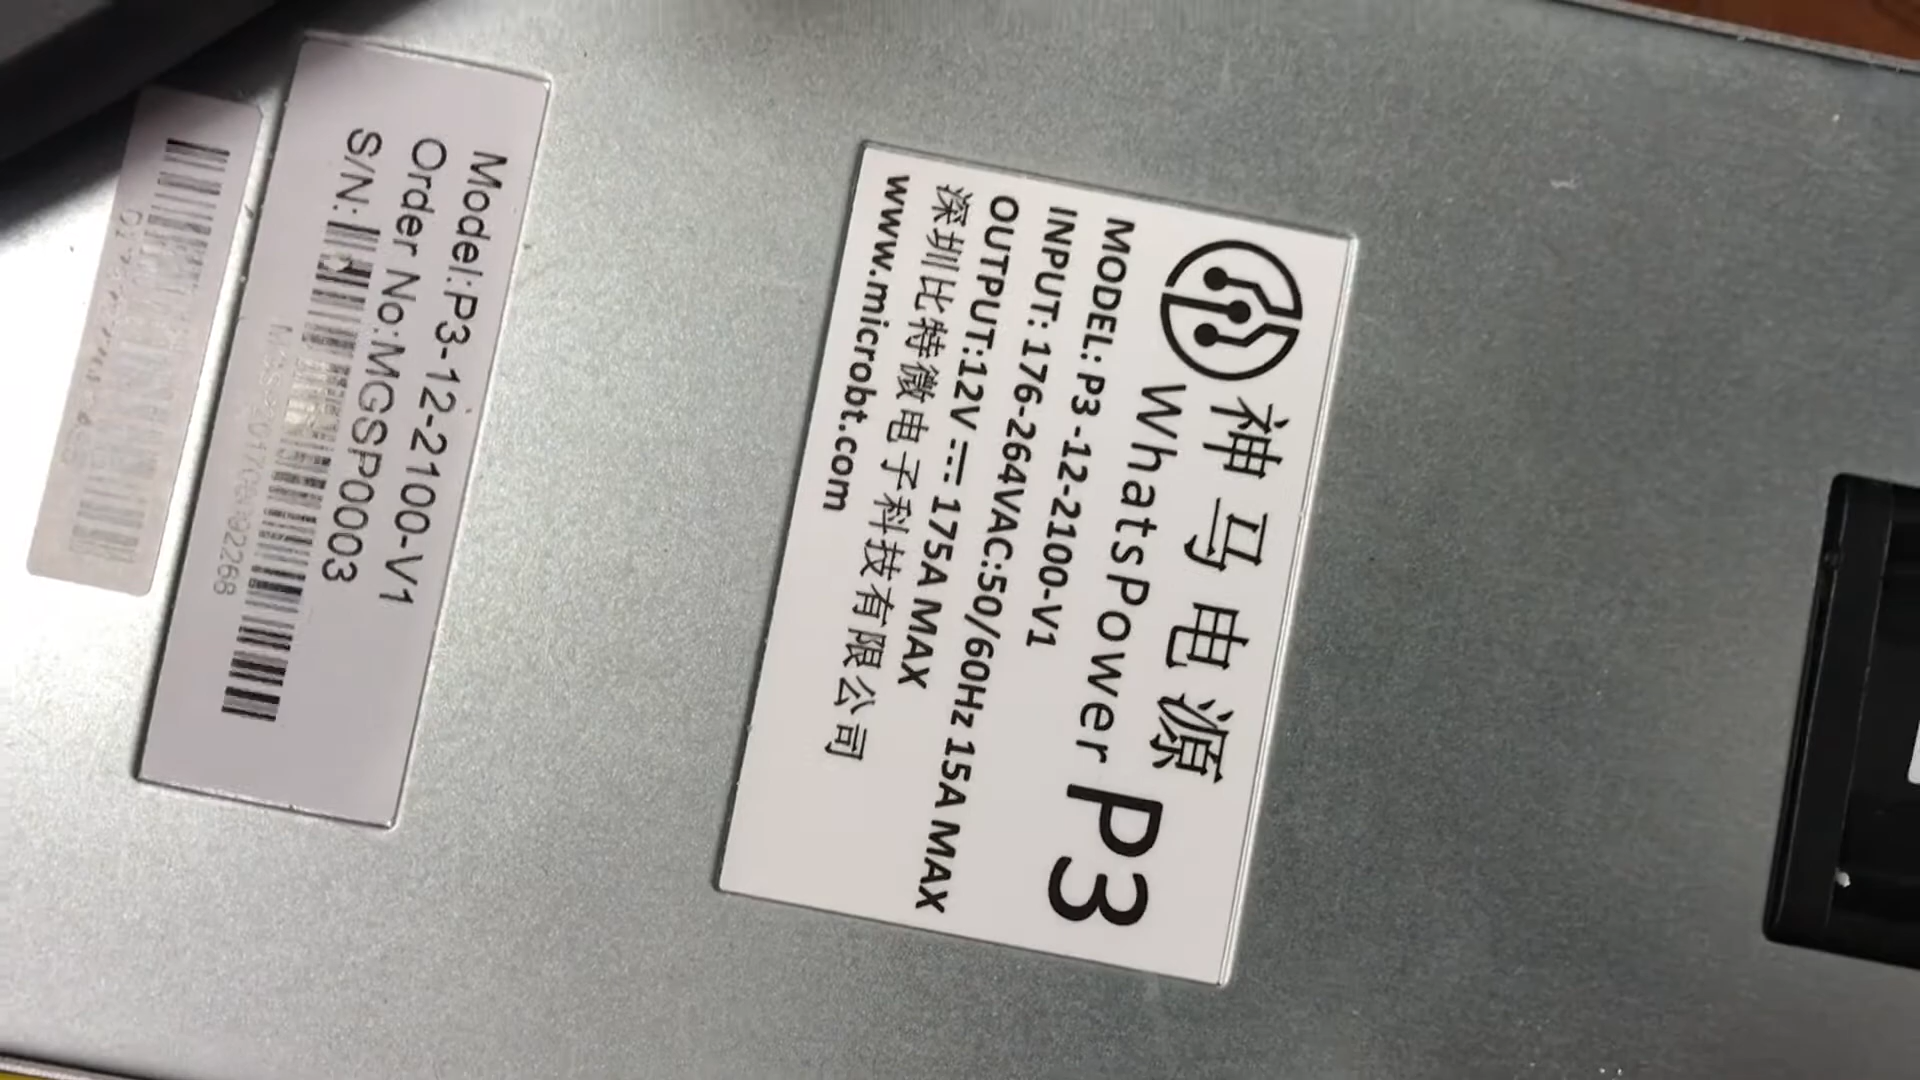 神马电源
WhatsPower P3
MODEL: P3-12-2100-V1
INPUT: 176-264VAC:50/60Hz 15A MAX
OUTPUT:12V⎓175A MAX
深圳比特微电子科技有限公司
www.microbt.com
Model:P3-12-2100-V1
Order No:MGSP00003
S/N: